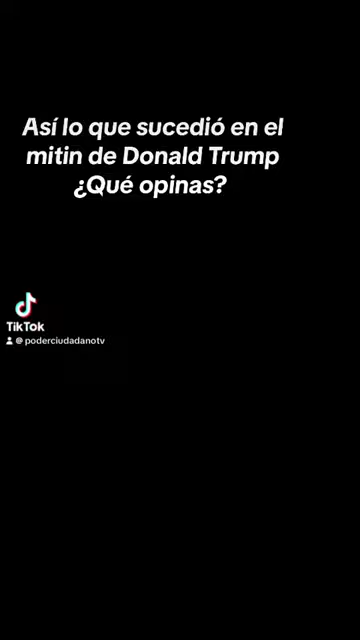 Así lo que sucedió en el
mitin de Donald Trump
¿Qué opinas?
TikTok
@ poderciudadanotv